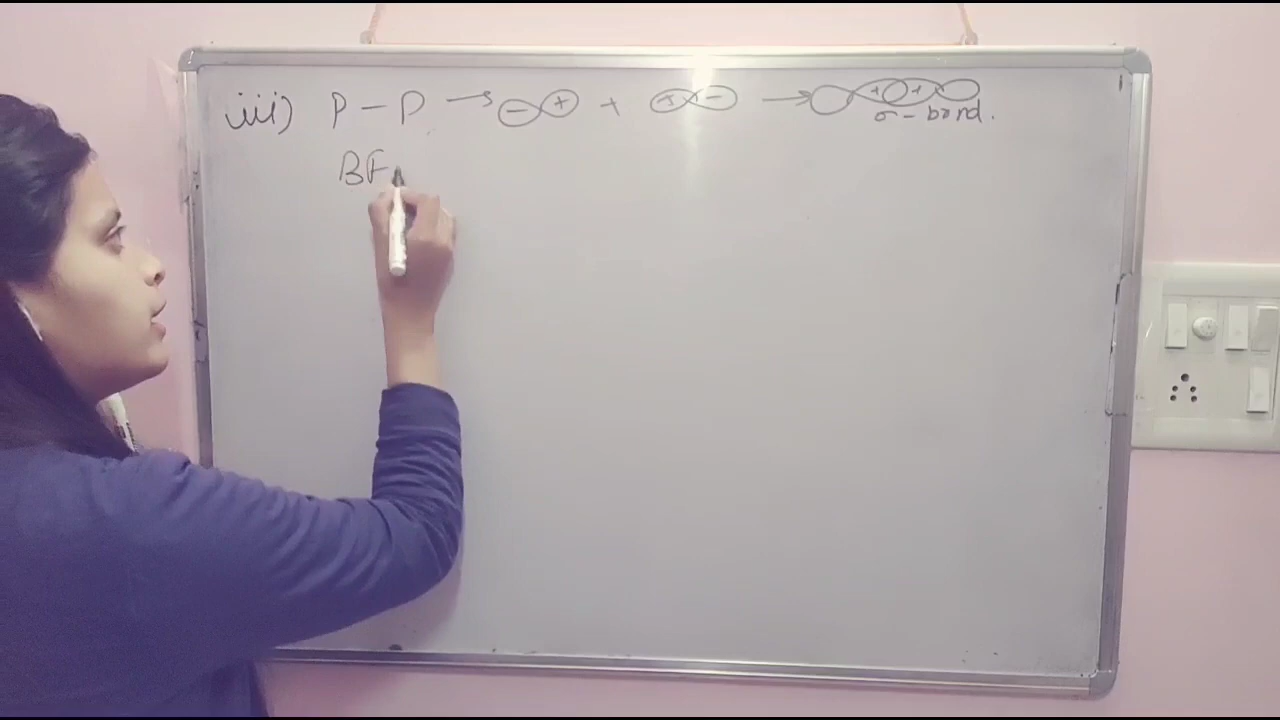 iii) P - P → - + + + - → + + σ - bond.
BF